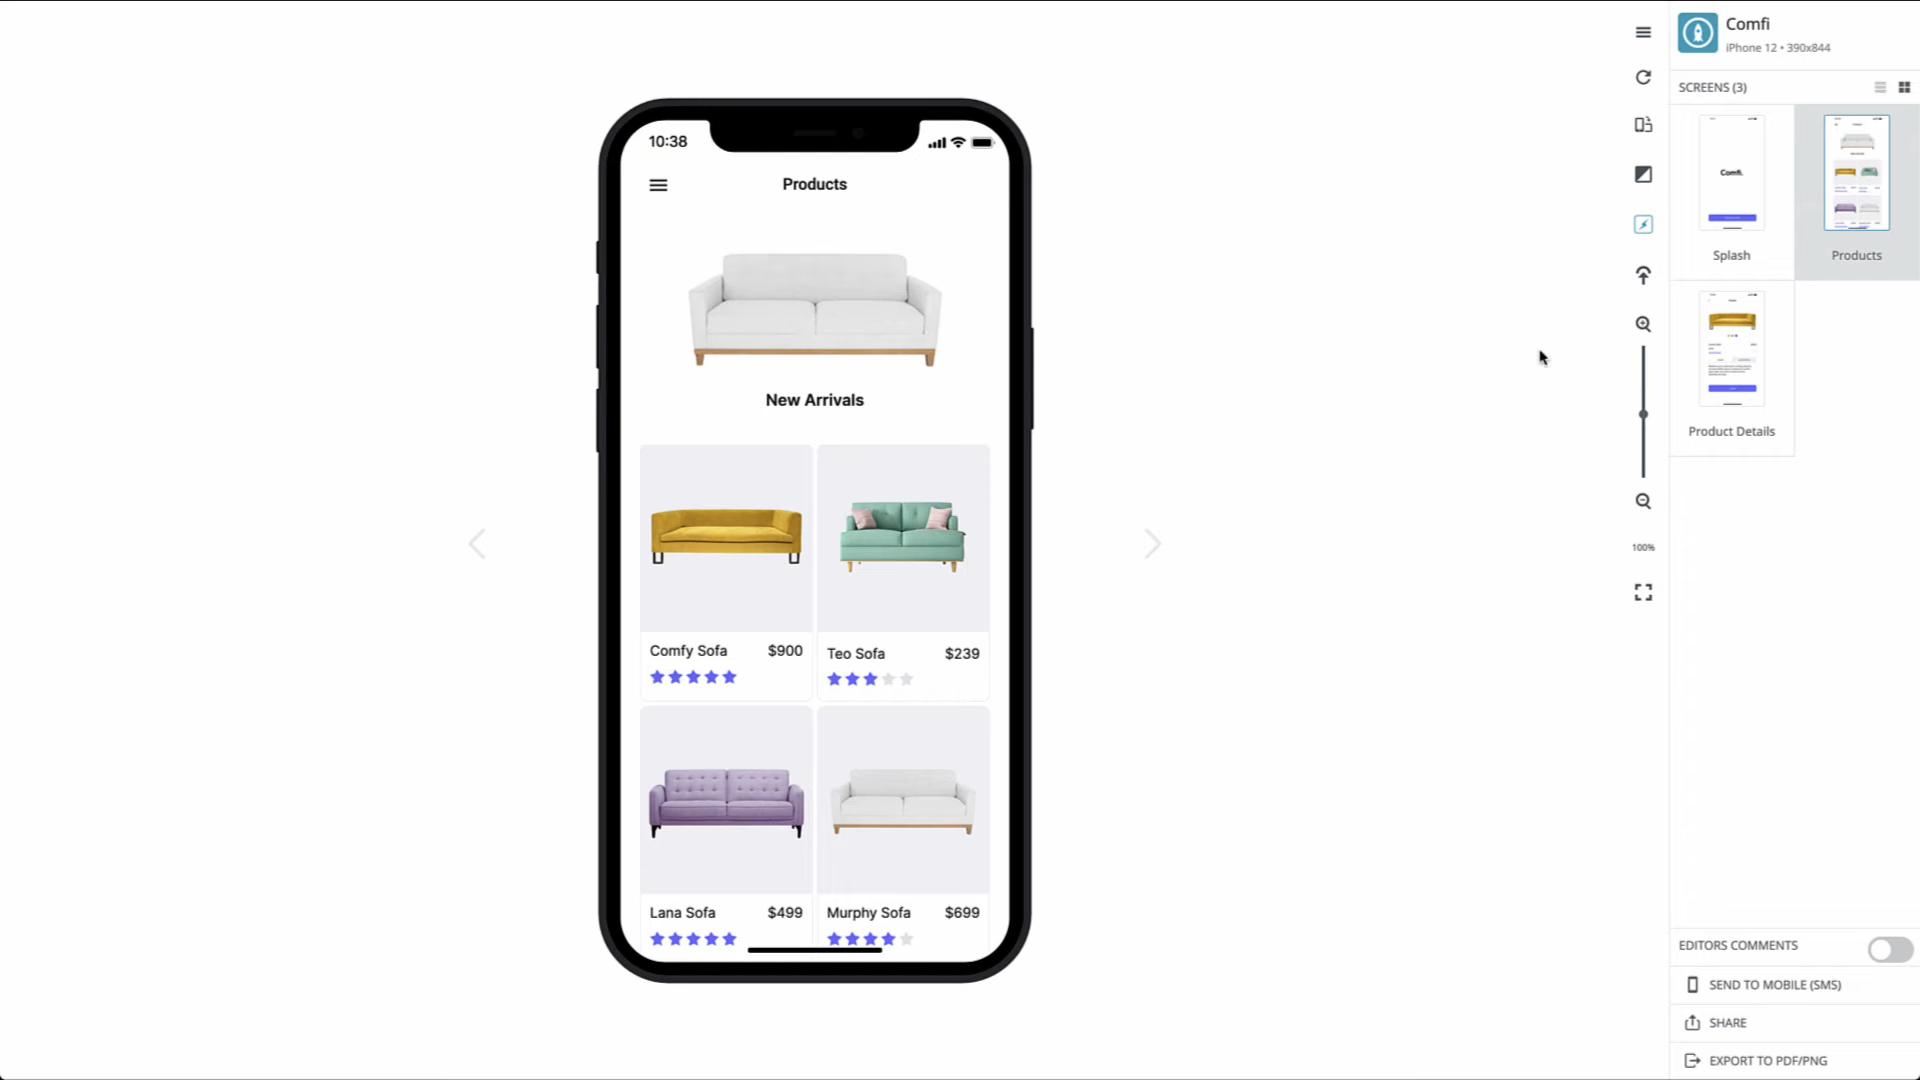 Comfi
iPhone 12 • 390x844
SCREENS (3)
10:38
Products
New Arrivals
Comfy Sofa $900
Teo Sofa $239
Lana Sofa $499
Murphy Sofa $699
100%
Comfi.
Splash
Products
Product Details
EDITORS COMMENTS
SEND TO MOBILE (SMS)
SHARE
EXPORT TO PDF/PNG